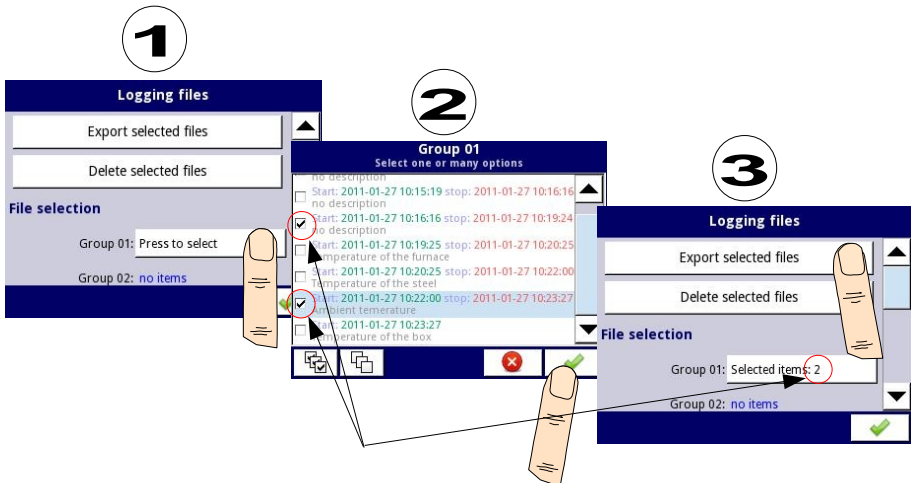 1
Logging files
Export selected files
Delete selected files
File selection
Group 01: Press to select
Group 02: no items
2
Group 01
Select one or many options
no description
Start: 2011-01-27 10:15:19 stop: 2011-01-27 10:16:16
no description
Start: 2011-01-27 10:16:16 stop: 2011-01-27 10:19:24
no description
Start: 2011-01-27 10:19:25 stop: 2011-01-27 10:20:25
Temperature of the furnace
Start: 2011-01-27 10:20:25 stop: 2011-01-27 10:22:00
Temperature of the steel
Start: 2011-01-27 10:22:00 stop: 2011-01-27 10:23:27
Ambient temerature
Start: 2011-01-27 10:23:27
Temperature of the box
3
Logging files
Export selected files
Delete selected files
File selection
Group 01: Selected items: 2
Group 02: no items